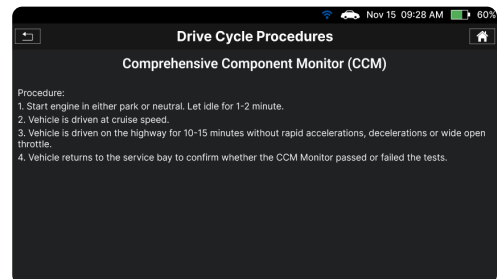 Nov 15 09:28 AM 60%
Drive Cycle Procedures
Comprehensive Component Monitor (CCM)
Procedure:
1. Start engine in either park or neutral. Let idle for 1-2 minute.
2. Vehicle is driven at cruise speed.
3. Vehicle is driven on the highway for 10-15 minutes without rapid accelerations, decelerations or wide open
throttle.
4. Vehicle returns to the service bay to confirm whether the CCM Monitor passed or failed the tests.